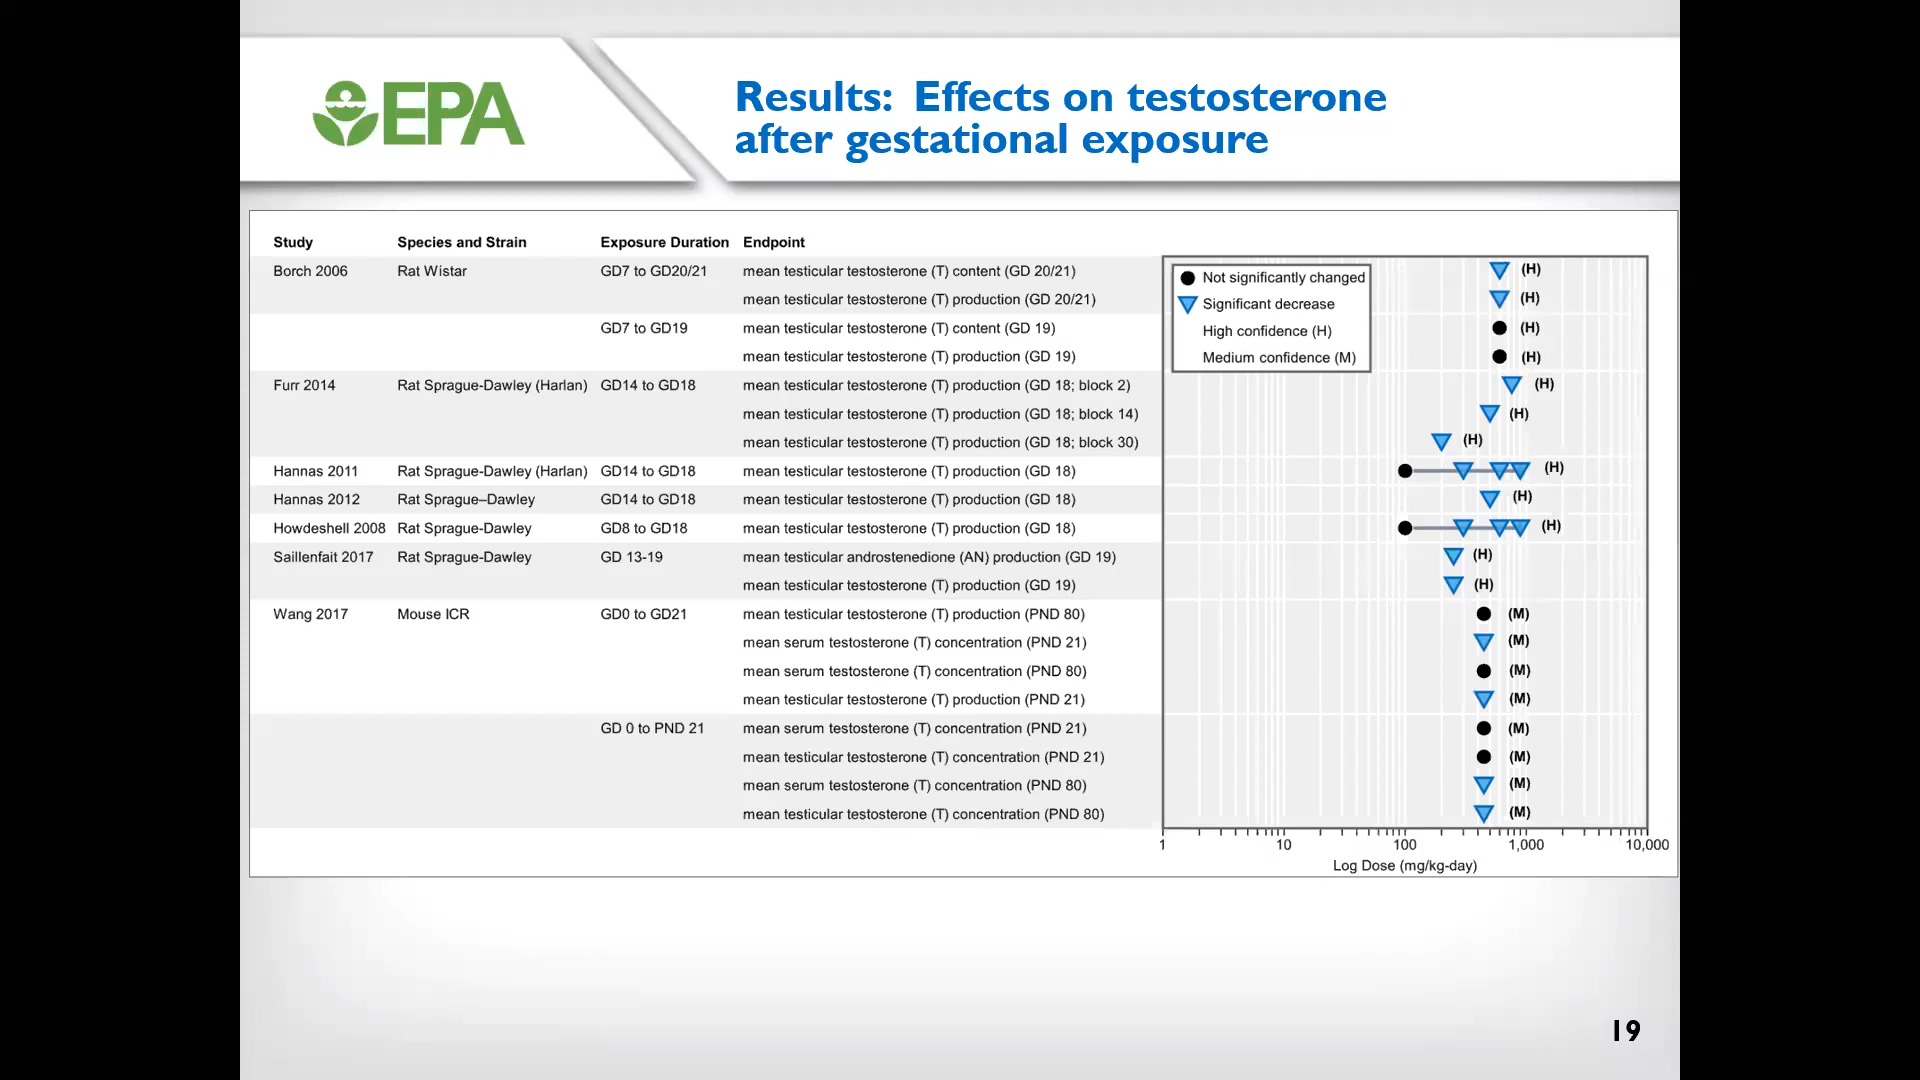 EPA
Results: Effects on testosterone
after gestational exposure
Study Species and Strain Exposure Duration Endpoint
Borch 2006 Rat Wistar GD7 to GD20/21 mean testicular testosterone (T) content (GD 20/21) (H)
mean testicular testosterone (T) production (GD 20/21) (H)
GD7 to GD19 mean testicular testosterone (T) content (GD 19) (H)
mean testicular testosterone (T) production (GD 19) (H)
Furr 2014 Rat Sprague-Dawley (Harlan) GD14 to GD18 mean testicular testosterone (T) production (GD 18; block 2) (H)
mean testicular testosterone (T) production (GD 18; block 14) (H)
mean testicular testosterone (T) production (GD 18; block 30) (H)
Hannas 2011 Rat Sprague-Dawley (Harlan) GD14 to GD18 mean testicular testosterone (T) production (GD 18) (H)
Hannas 2012 Rat Sprague–Dawley GD14 to GD18 mean testicular testosterone (T) production (GD 18) (H)
Howdeshell 2008 Rat Sprague-Dawley GD8 to GD18 mean testicular testosterone (T) production (GD 18) (H)
Saillenfait 2017 Rat Sprague-Dawley GD 13-19 mean testicular androstenedione (AN) production (GD 19) (H)
mean testicular testosterone (T) production (GD 19) (H)
Wang 2017 Mouse ICR GD0 to GD21 mean testicular testosterone (T) production (PND 80) (M)
mean serum testosterone (T) concentration (PND 21) (M)
mean serum testosterone (T) concentration (PND 80) (M)
mean testicular testosterone (T) production (PND 21) (M)
GD 0 to PND 21 mean serum testosterone (T) concentration (PND 21) (M)
mean testicular testosterone (T) concentration (PND 21) (M)
mean serum testosterone (T) concentration (PND 80) (M)
mean testicular testosterone (T) concentration (PND 80) (M)
Not significantly changed
Significant decrease
High confidence (H)
Medium confidence (M)
1 10 100 1,000 10,000
Log Dose (mg/kg-day)
19